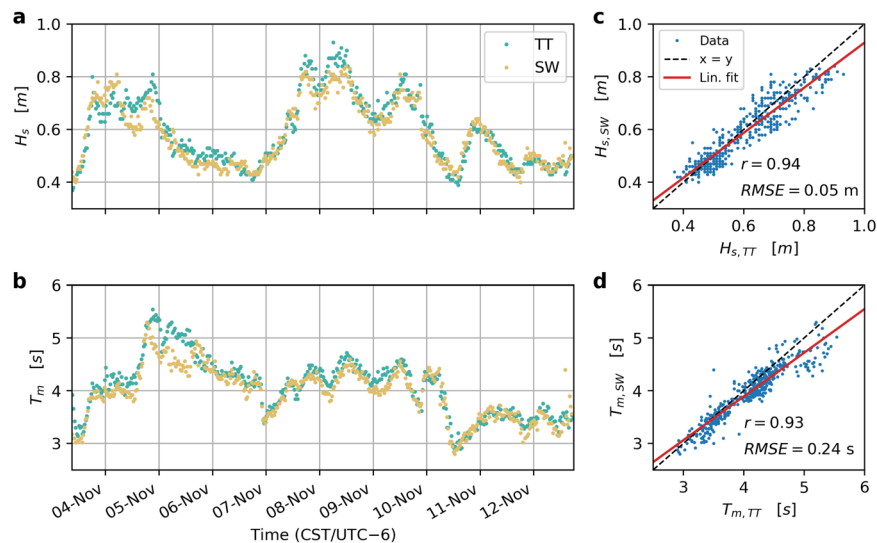 a
1.0
0.8
0.6
0.4
H_s [m]
TT
SW
c
1.0
0.8
0.6
0.4
H_{s,SW} [m]
Data
x = y
Lin. fit
r = 0.94
RMSE = 0.05 m
0.4 0.6 0.8 1.0
H_{s,TT} [m]
b
6
5
4
3
T_m [s]
04-Nov 05-Nov 06-Nov 07-Nov 08-Nov 09-Nov 10-Nov 11-Nov 12-Nov
Time (CST/UTC−6)
d
6
5
4
3
T_{m,SW} [s]
r = 0.93
RMSE = 0.24 s
3 4 5 6
T_{m,TT} [s]